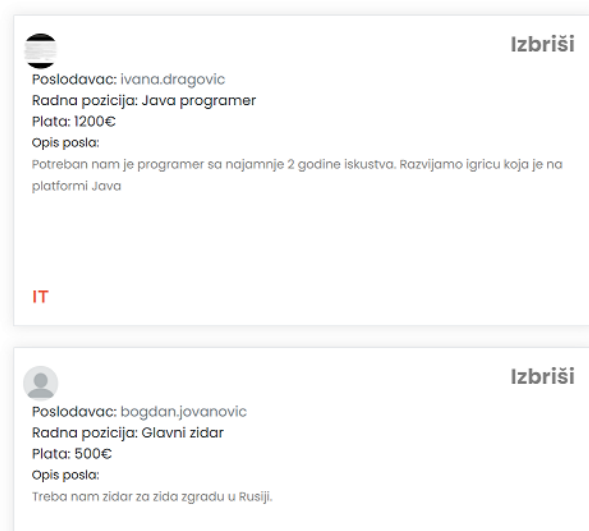 Izbriši
Poslodavac: ivana.dragovic
Radna pozicija: Java programer
Plata: 1200€
Opis posla:
Potreban nam je programer sa najamnje 2 godine iskustva. Razvijamo igricu koja je na
platformi Java
IT
Izbriši
Poslodavac: bogdan.jovanovic
Radna pozicija: Glavni zidar
Plata: 500€
Opis posla:
Treba nam zidar za zida zgradu u Rusiji.